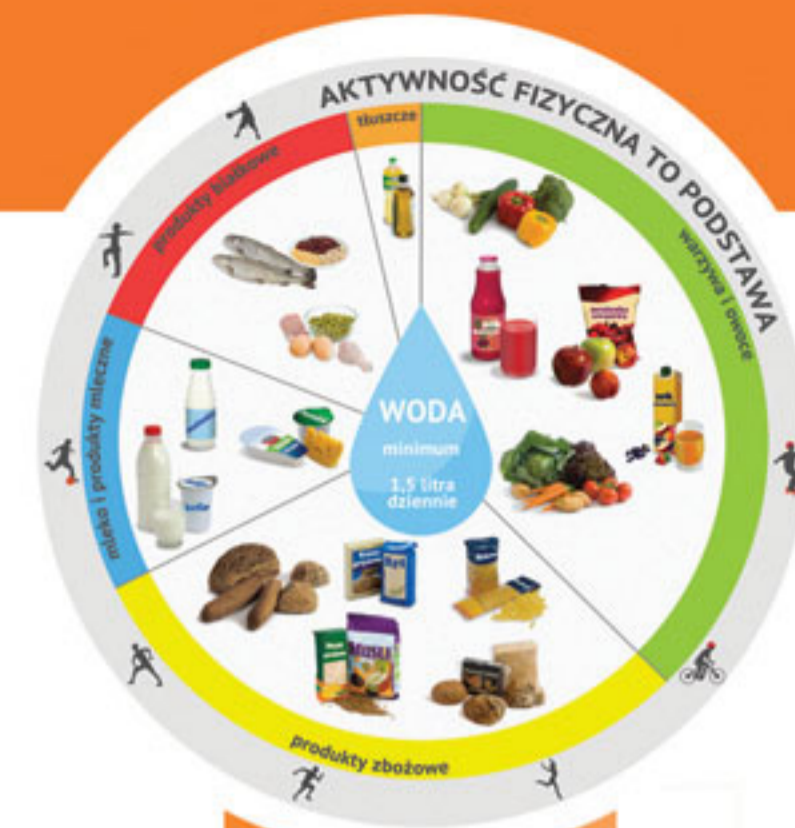 AKTYWNOŚĆ FIZYCZNA TO PODSTAWA
tłuszcze
produkty białkowe
warzywa i owoce
mleko i produkty mleczne
produkty zbożowe
WODA
minimum
1,5 litra
dziennie
MUSLI